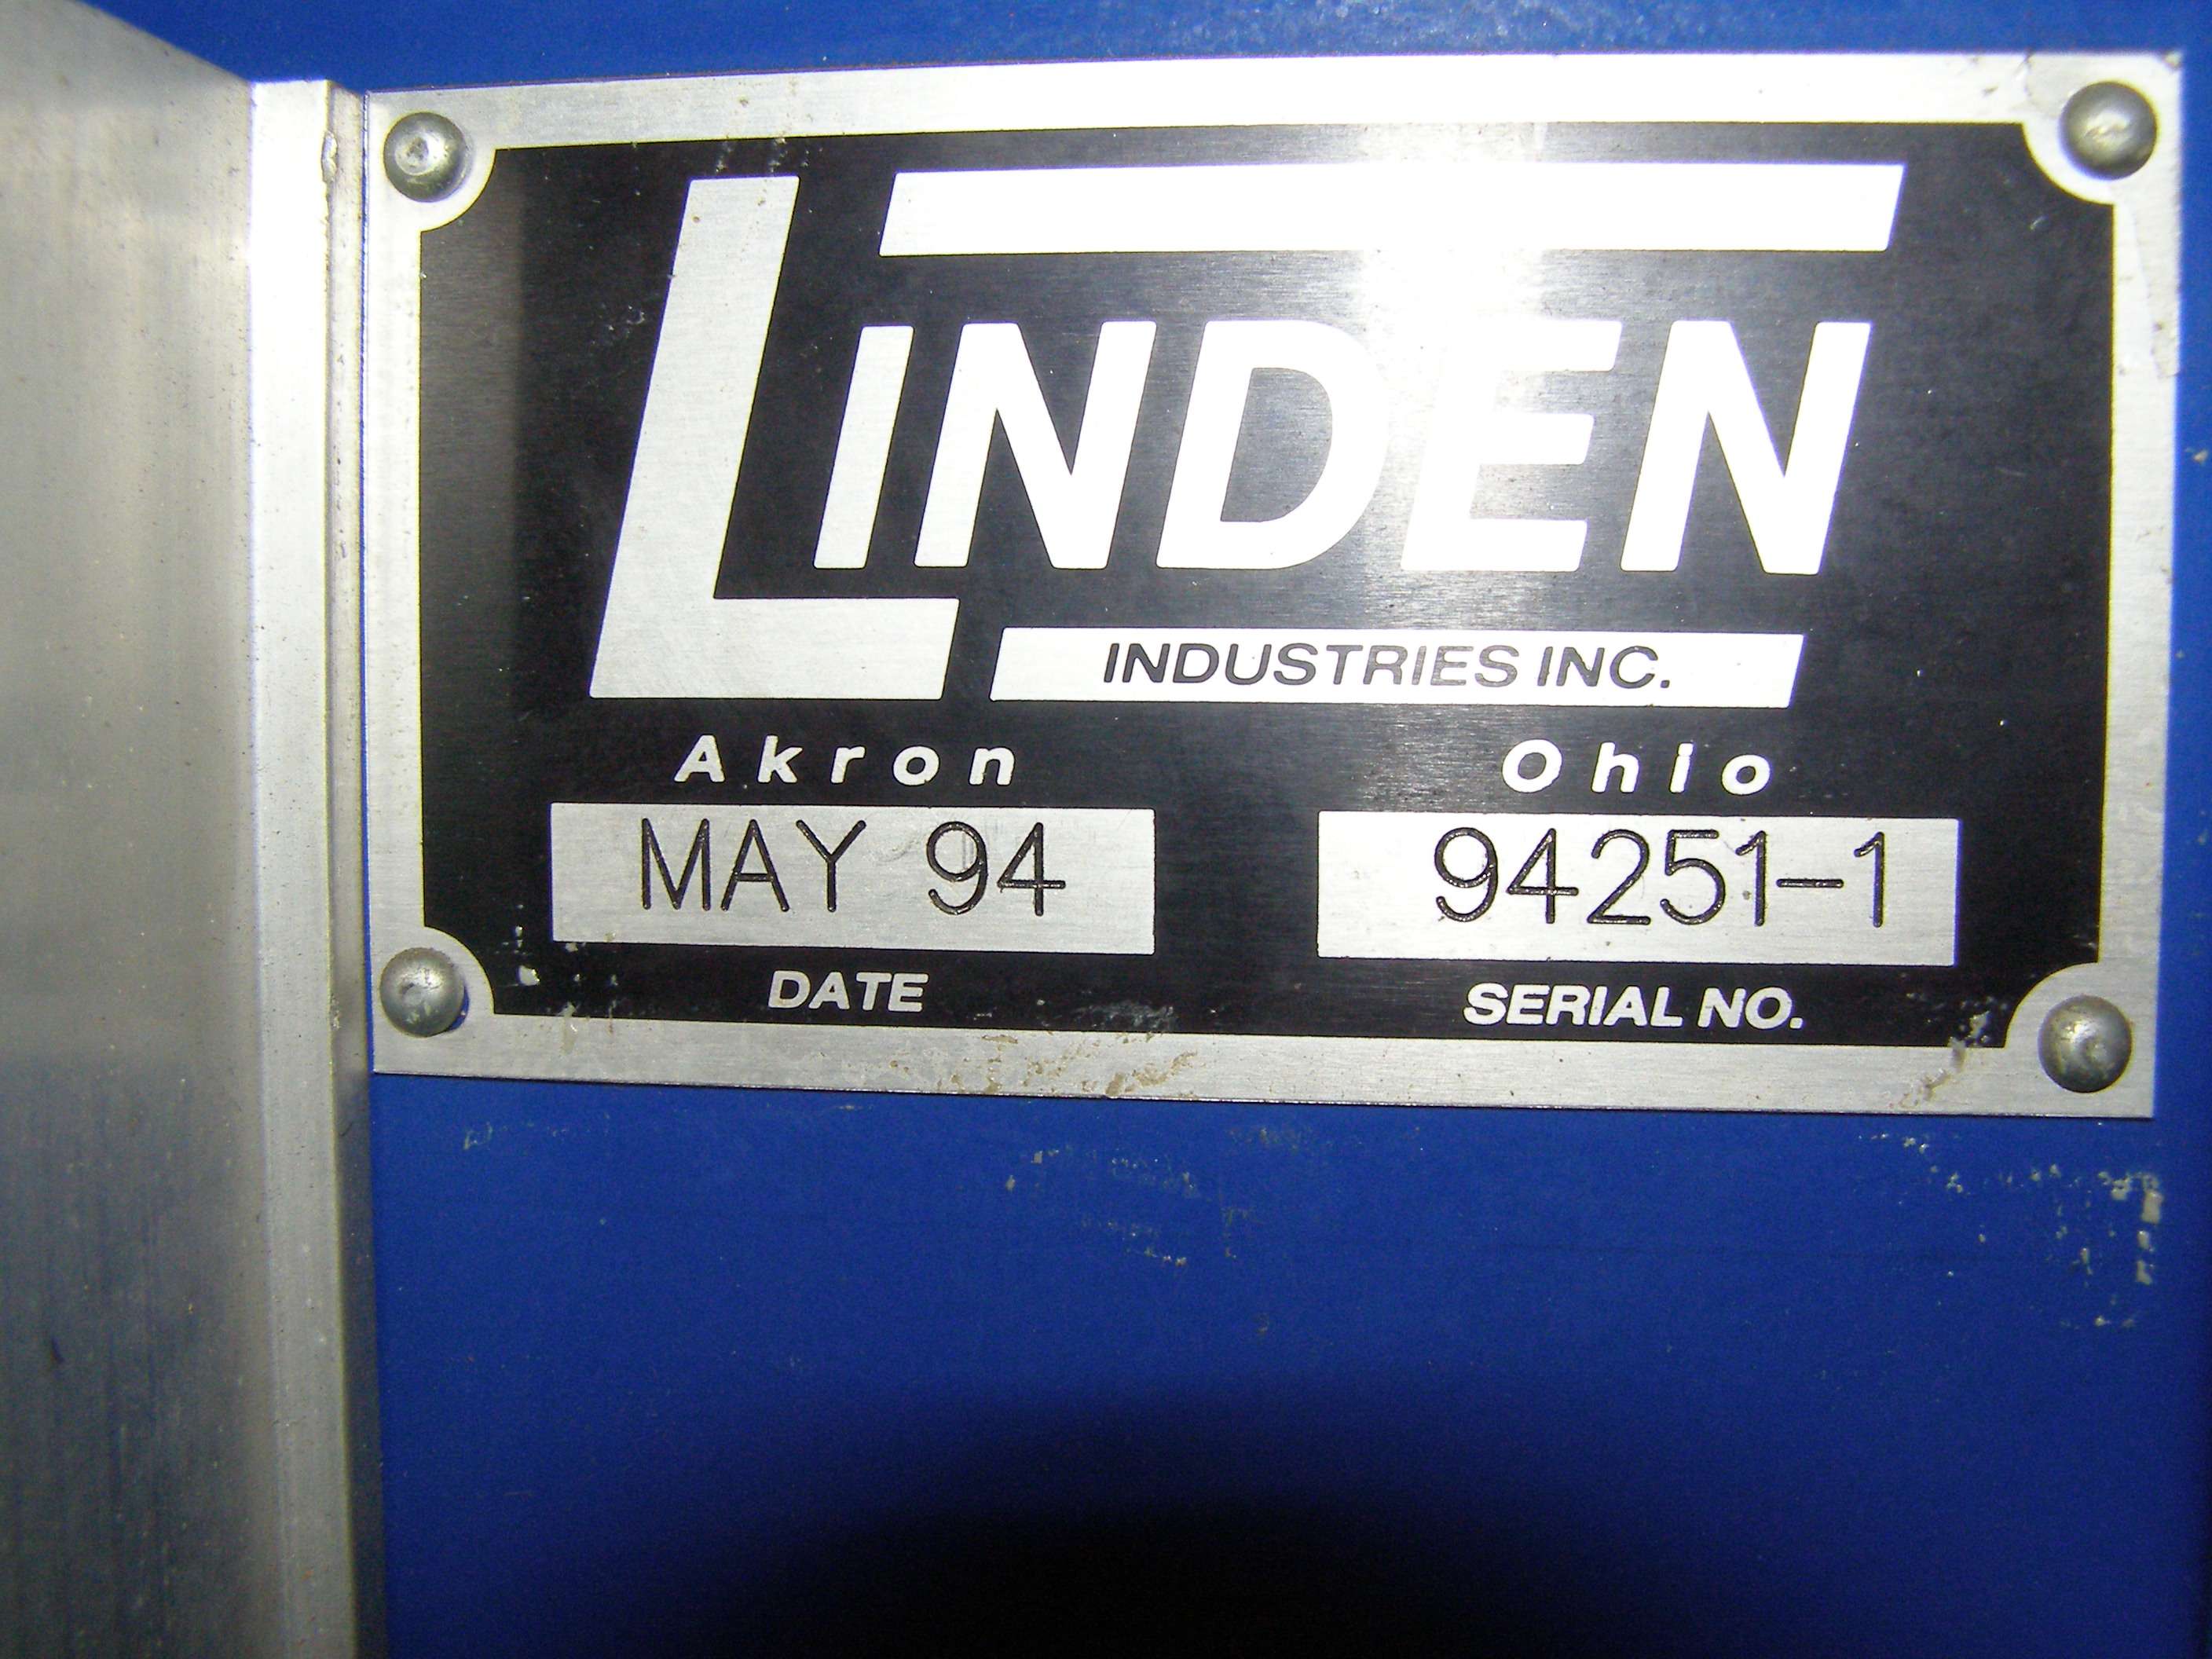 LINDEN
INDUSTRIES INC.
Akron Ohio
MAY 94 94251-1
DATE SERIAL NO.